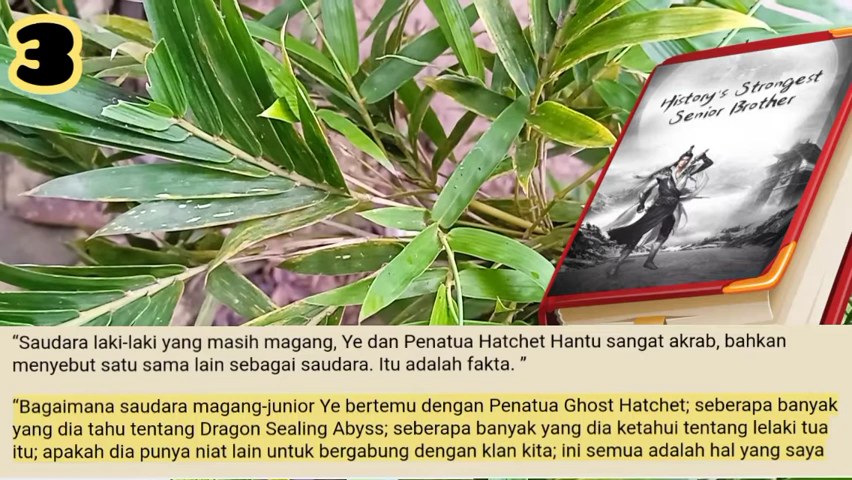 3
History's Strongest
Senior Brother
“Saudara laki-laki yang masih magang, Ye dan Penatua Hatchet Hantu sangat akrab, bahkan
menyebut satu sama lain sebagai saudara. Itu adalah fakta. ”
“Bagaimana saudara magang-junior Ye bertemu dengan Penatua Ghost Hatchet; seberapa banyak
yang dia tahu tentang Dragon Sealing Abyss; seberapa banyak yang dia ketahui tentang lelaki tua
itu; apakah dia punya niat lain untuk bergabung dengan klan kita; ini semua adalah hal yang saya